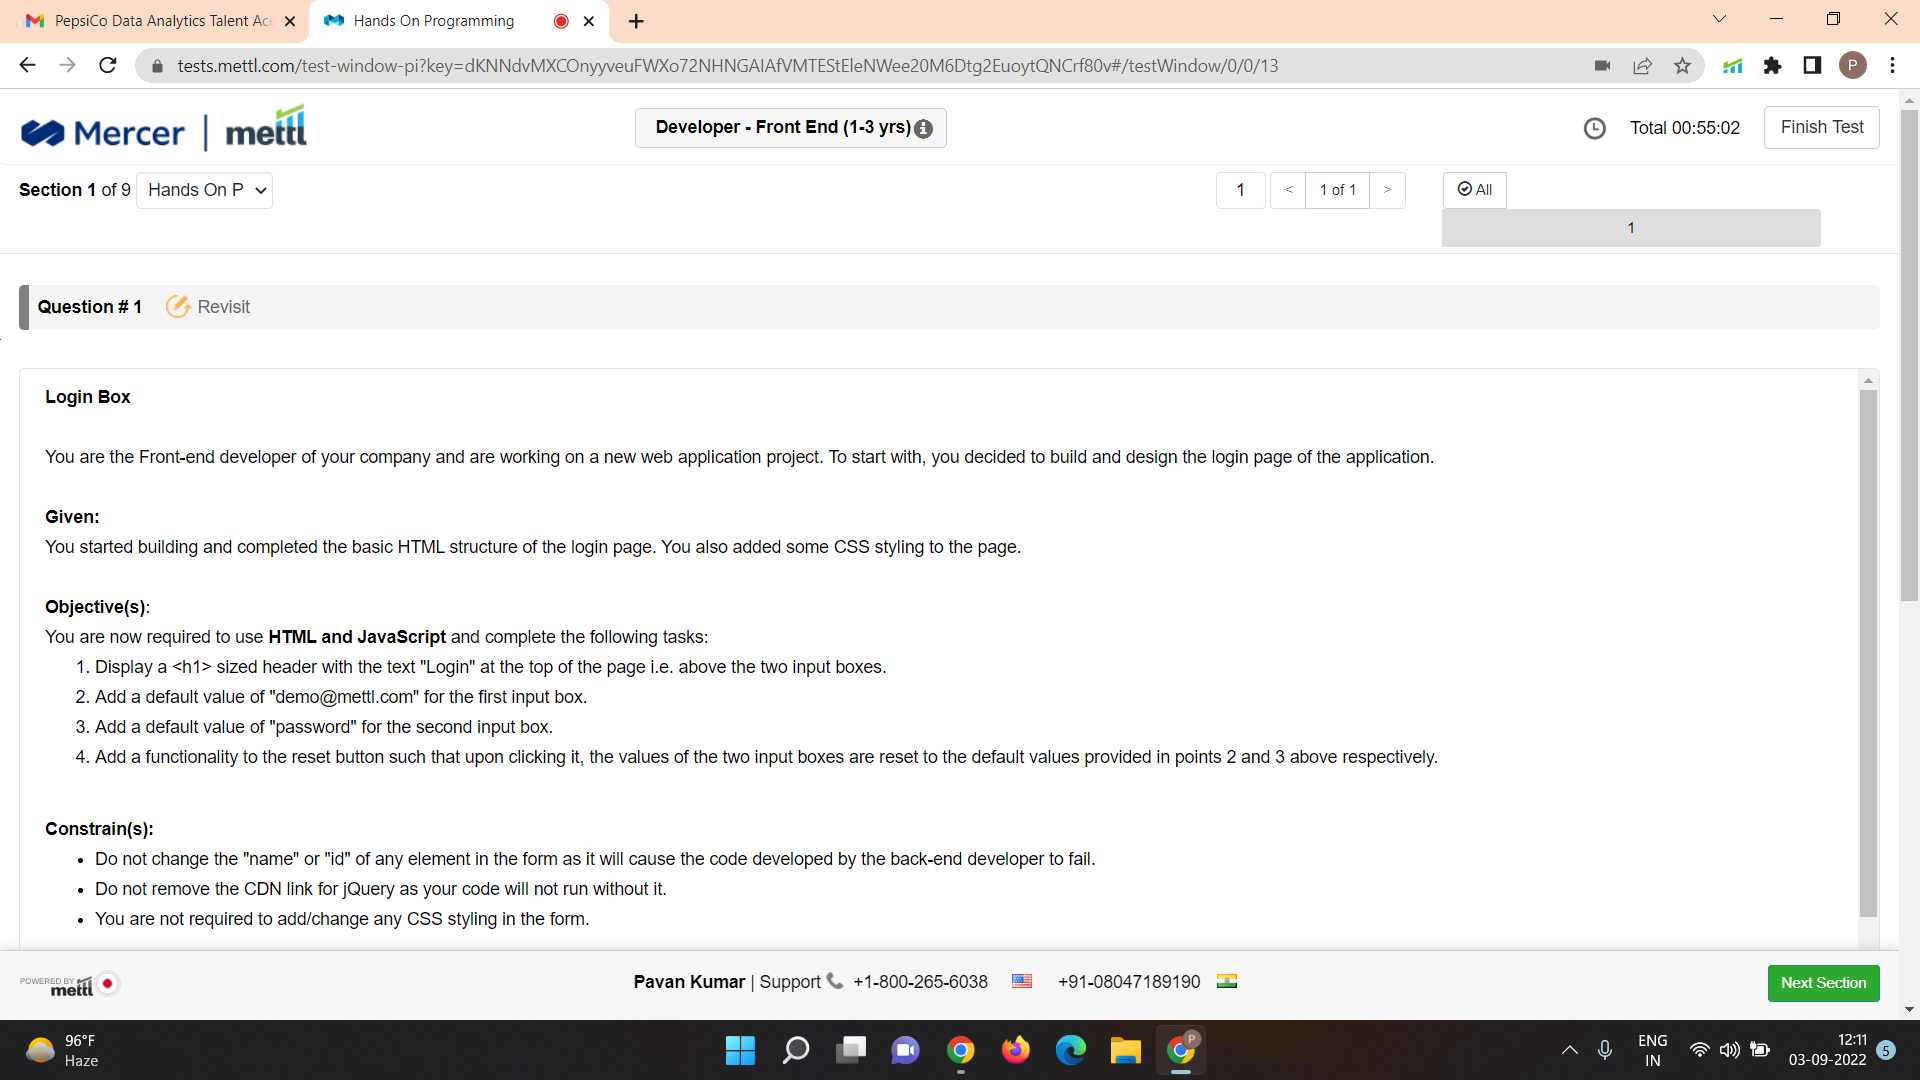 PepsiCo Data Analytics Talent Acc
Hands On Programming
tests.mettl.com/test-window-pi?key=dKNNdvMXCOnyyveuFWXo72NHNGAIAfVMTEStEleNWee20M6Dtg2EuoytQNCrf80v#/testWindow/0/0/13
P
Mercer | mettl
Developer - Front End (1-3 yrs)
Total 00:55:02
Finish Test
Section 1 of 9
Hands On P
1
<
1 of 1
>
All
1
Question # 1
Revisit
Login Box
You are the Front-end developer of your company and are working on a new web application project. To start with, you decided to build and design the login page of the application.
Given:
You started building and completed the basic HTML structure of the login page. You also added some CSS styling to the page.
Objective(s):
You are now required to use HTML and JavaScript and complete the following tasks:
1. Display a <h1> sized header with the text "Login" at the top of the page i.e. above the two input boxes.
2. Add a default value of "demo@mettl.com" for the first input box.
3. Add a default value of "password" for the second input box.
4. Add a functionality to the reset button such that upon clicking it, the values of the two input boxes are reset to the default values provided in points 2 and 3 above respectively.
Constrain(s):
• Do not change the "name" or "id" of any element in the form as it will cause the code developed by the back-end developer to fail.
• Do not remove the CDN link for jQuery as your code will not run without it.
• You are not required to add/change any CSS styling in the form.
POWERED BY
mettl
Pavan Kumar | Support +1-800-265-6038
+91-08047189190
Next Section
96°F
Haze
P
ENG
IN
12:11
03-09-2022
5